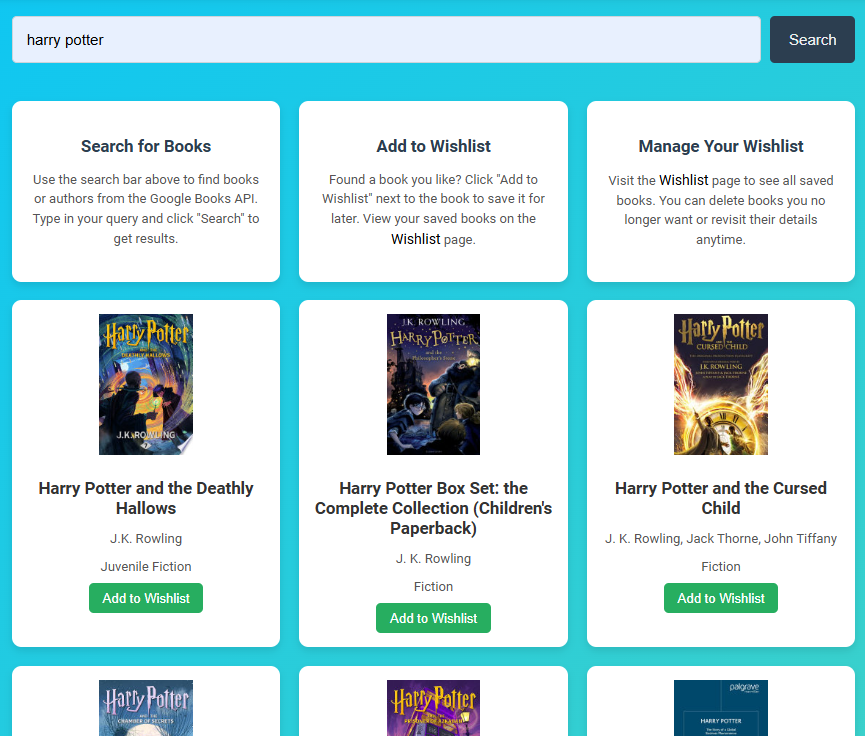 harry potter
Search
Search for Books
Use the search bar above to find books
or authors from the Google Books API.
Type in your query and click "Search" to
get results.
Add to Wishlist
Found a book you like? Click "Add to
Wishlist" next to the book to save it for
later. View your saved books on the
Wishlist page.
Manage Your Wishlist
Visit the Wishlist page to see all saved
books. You can delete books you no
longer want or revisit their details
anytime.
Harry Potter
AND THE
DEATHLY HALLOWS
J.K. ROWLING
7
Harry Potter and the Deathly
Hallows
J.K. Rowling
Juvenile Fiction
Add to Wishlist
J.K. ROWLING
HARRY POTTER
and the
Philosopher's Stone
Harry Potter Box Set: the
Complete Collection (Children's
Paperback)
J. K. Rowling
Fiction
Add to Wishlist
Harry Potter
AND THE
CURSED CHILD
J.K. ROWLING
Harry Potter and the Cursed
Child
J. K. Rowling, Jack Thorne, John Tiffany
Fiction
Add to Wishlist
Harry Potter
AND THE
CHAMBER OF SECRETS
Harry Potter
AND THE
PRISONER OF AZKABAN
palgrave
HARRY POTTER